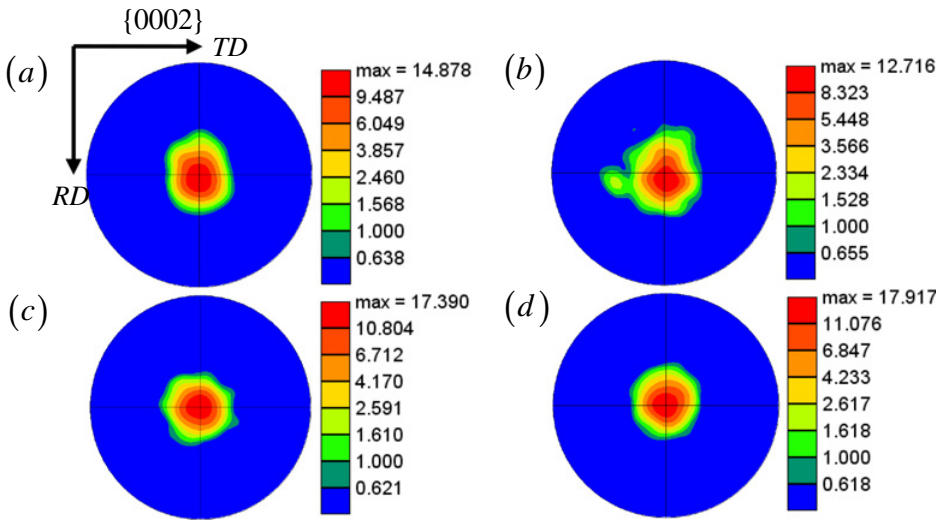 {0002}
TD
RD
(a)
max = 14.878
9.487
6.049
3.857
2.460
1.568
1.000
0.638
(b)
max = 12.716
8.323
5.448
3.566
2.334
1.528
1.000
0.655
(c)
max = 17.390
10.804
6.712
4.170
2.591
1.610
1.000
0.621
(d)
max = 17.917
11.076
6.847
4.233
2.617
1.618
1.000
0.618